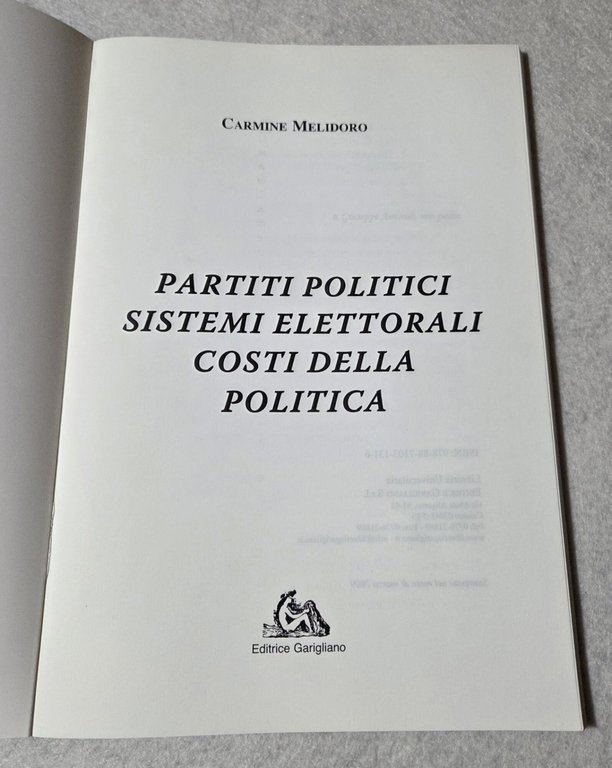 CARMINE MELIDORO
PARTITI POLITICI
SISTEMI ELETTORALI
COSTI DELLA
POLITICA
Editrice Garigliano